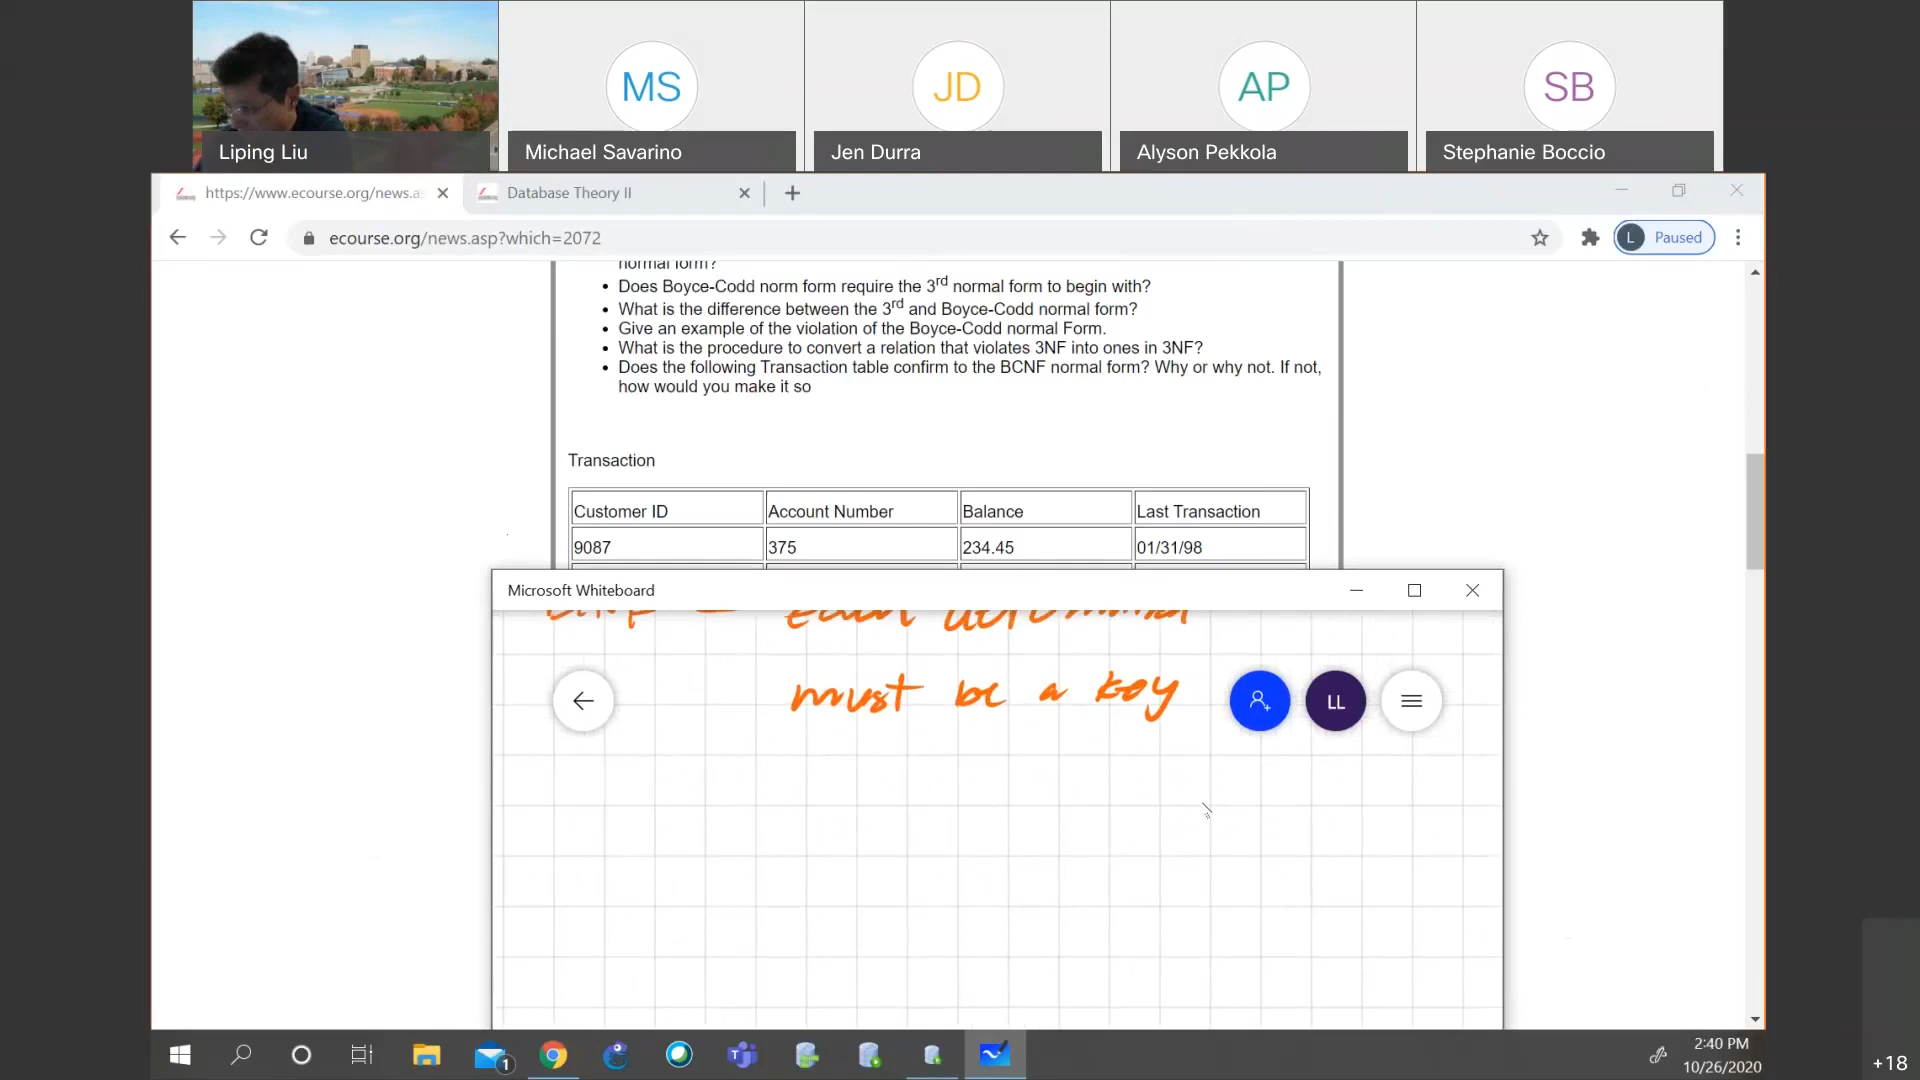 MS
JD
AP
SB
Liping Liu
Michael Savarino
Jen Durra
Alyson Pekkola
Stephanie Boccio
https://www.ecourse.org/news.as
Database Theory II
ecourse.org/news.asp?which=2072
L Paused
normal form?
Does Boyce-Codd norm form require the 3rd normal form to begin with?
What is the difference between the 3rd and Boyce-Codd normal form?
Give an example of the violation of the Boyce-Codd normal Form.
What is the procedure to convert a relation that violates 3NF into ones in 3NF?
Does the following Transaction table confirm to the BCNF normal form? Why or why not. If not,
how would you make it so
Transaction
Customer ID Account Number Balance Last Transaction
9087 375 234.45 01/31/98
Microsoft Whiteboard
must be a key
LL
1
2:40 PM
10/26/2020
+18